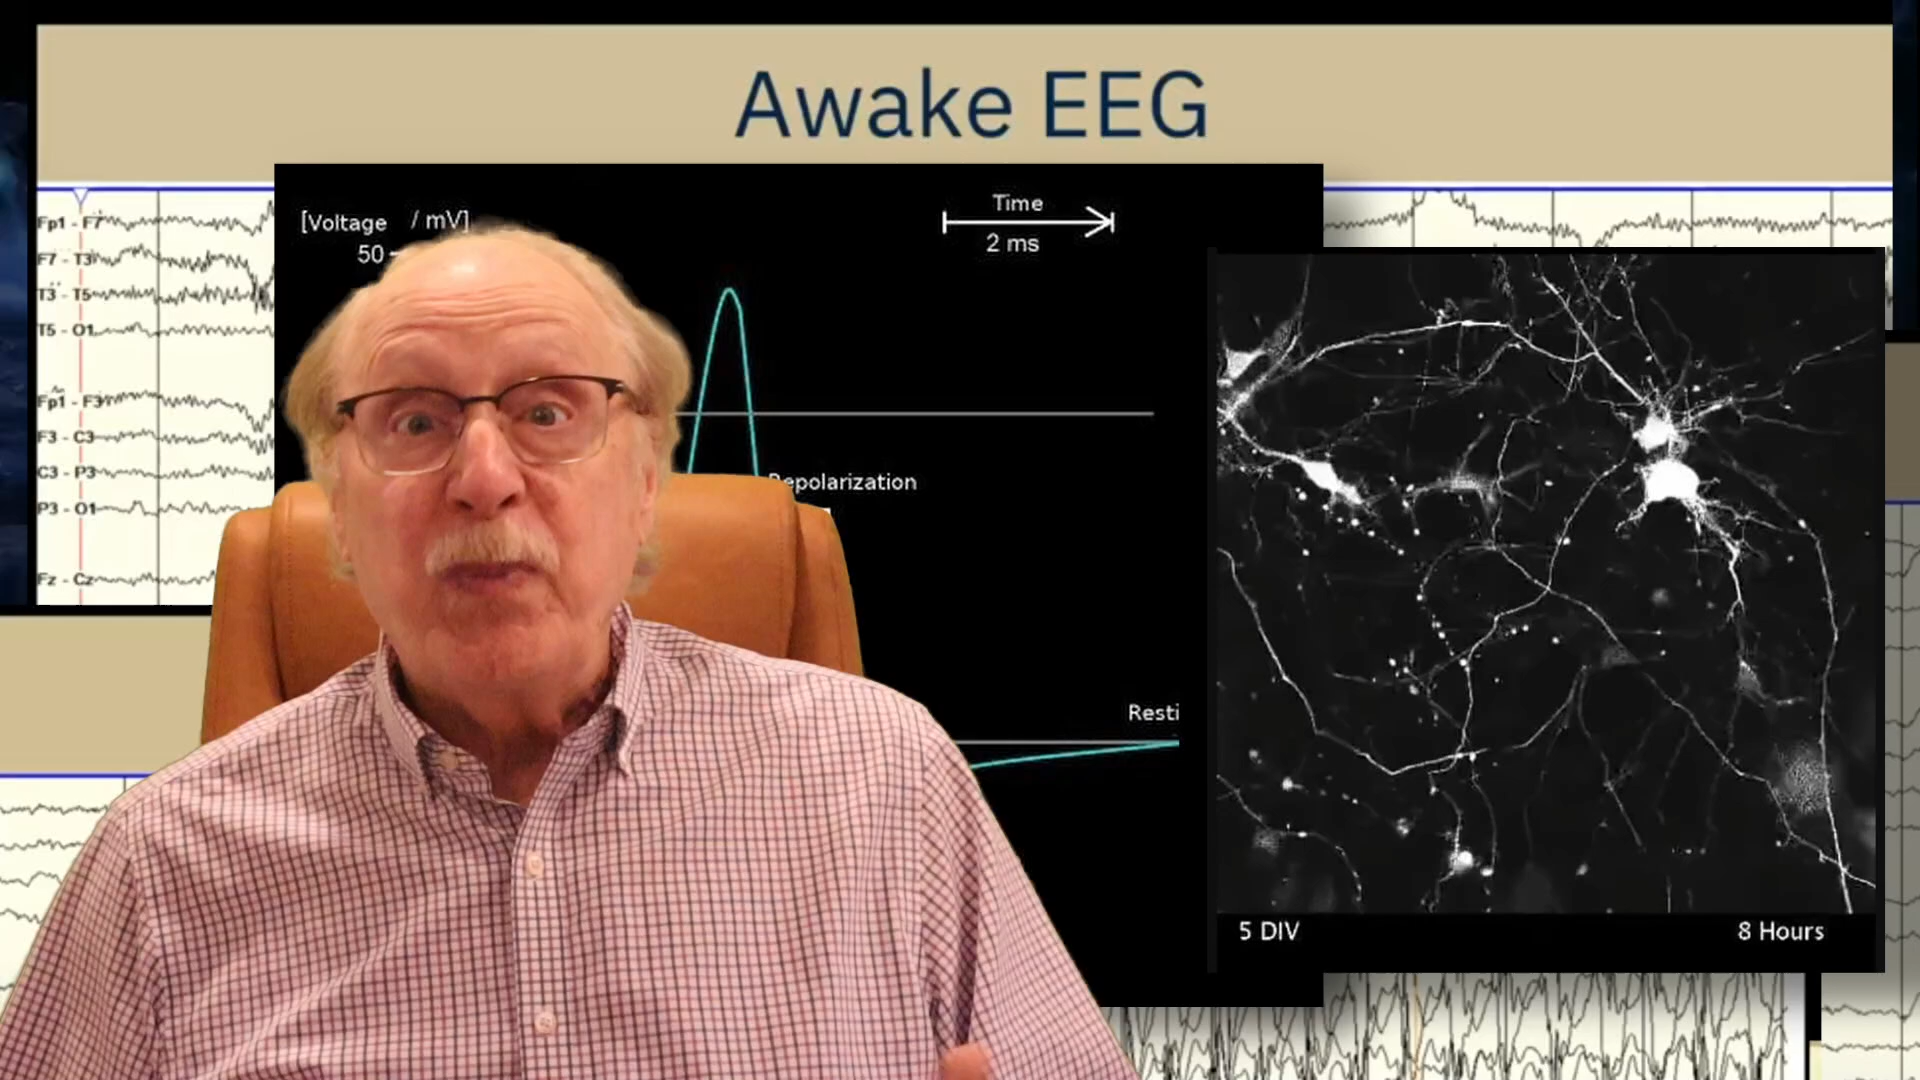 Awake EEG
[Voltage / mV]
50
Time
2 ms
Fp1 - F7
F7 - T3
T3 - T5
T5 - O1
Fp1 - F3
F3 - C3
C3 - P3
P3 - O1
Fz - Cz
Repolarization
Resti
5 DIV
8 Hours